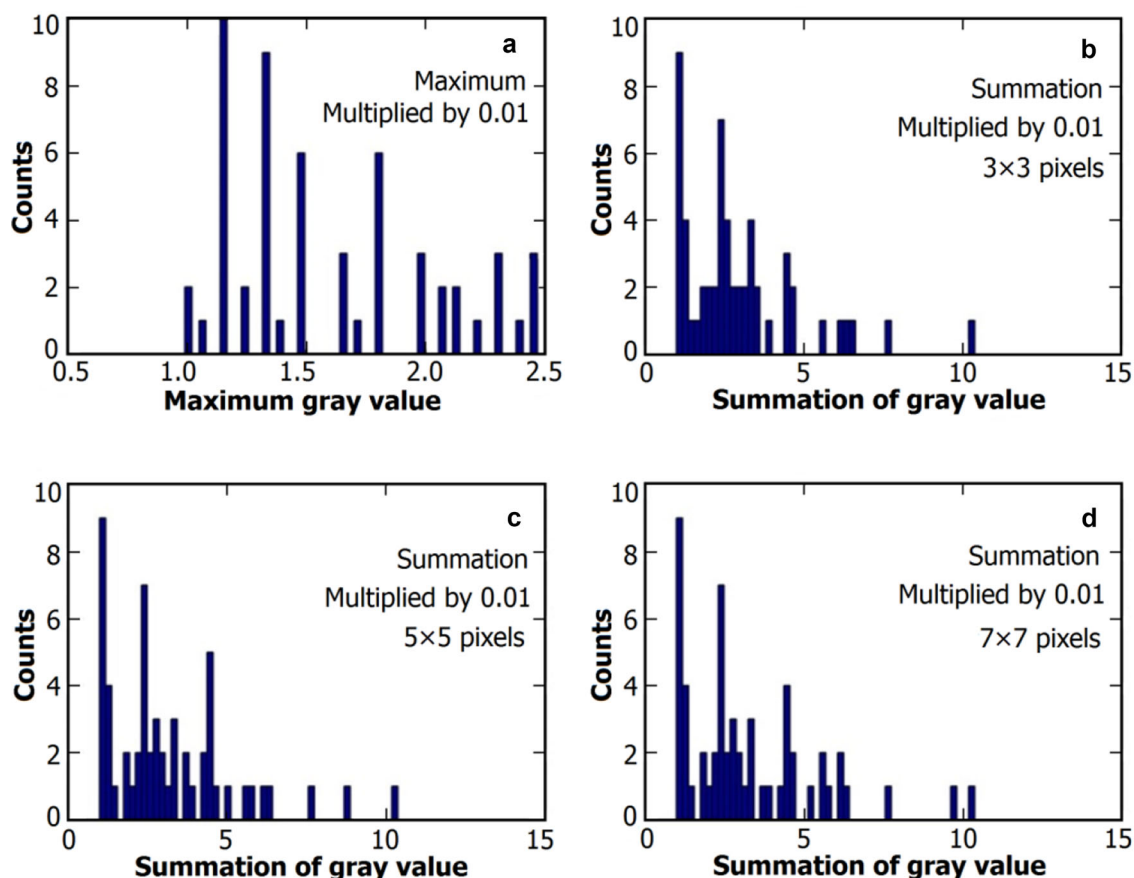 a
Maximum
Multiplied by 0.01
Counts
10
8
6
4
2
0
0.5 1.0 1.5 2.0 2.5
Maximum gray value
b
Summation
Multiplied by 0.01
3×3 pixels
Counts
10
8
6
4
2
0
0 5 10 15
Summation of gray value
c
Summation
Multiplied by 0.01
5×5 pixels
Counts
10
8
6
4
2
0
0 5 10 15
Summation of gray value
d
Summation
Multiplied by 0.01
7×7 pixels
Counts
10
8
6
4
2
0
0 5 10 15
Summation of gray value